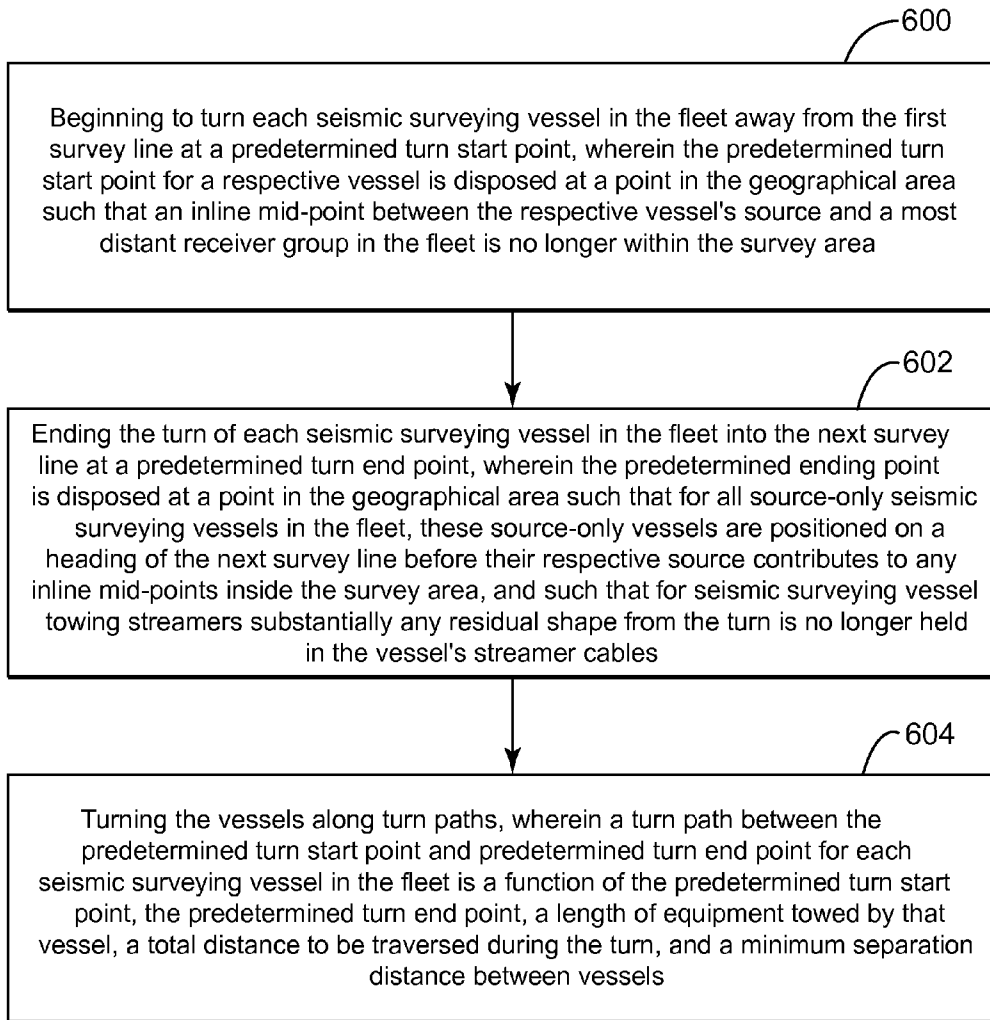 600
Beginning to turn each seismic surveying vessel in the fleet away from the first
survey line at a predetermined turn start point, wherein the predetermined turn
start point for a respective vessel is disposed at a point in the geographical area
such that an inline mid-point between the respective vessel's source and a most
distant receiver group in the fleet is no longer within the survey area
602
Ending the turn of each seismic surveying vessel in the fleet into the next survey
line at a predetermined turn end point, wherein the predetermined ending point
is disposed at a point in the geographical area such that for all source-only seismic
surveying vessels in the fleet, these source-only vessels are positioned on a
heading of the next survey line before their respective source contributes to any
inline mid-points inside the survey area, and such that for seismic surveying vessel
towing streamers substantially any residual shape from the turn is no longer held
in the vessel's streamer cables
604
Turning the vessels along turn paths, wherein a turn path between the
predetermined turn start point and predetermined turn end point for each
seismic surveying vessel in the fleet is a function of the predetermined turn start
point, the predetermined turn end point, a length of equipment towed by that
vessel, a total distance to be traversed during the turn, and a minimum separation
distance between vessels